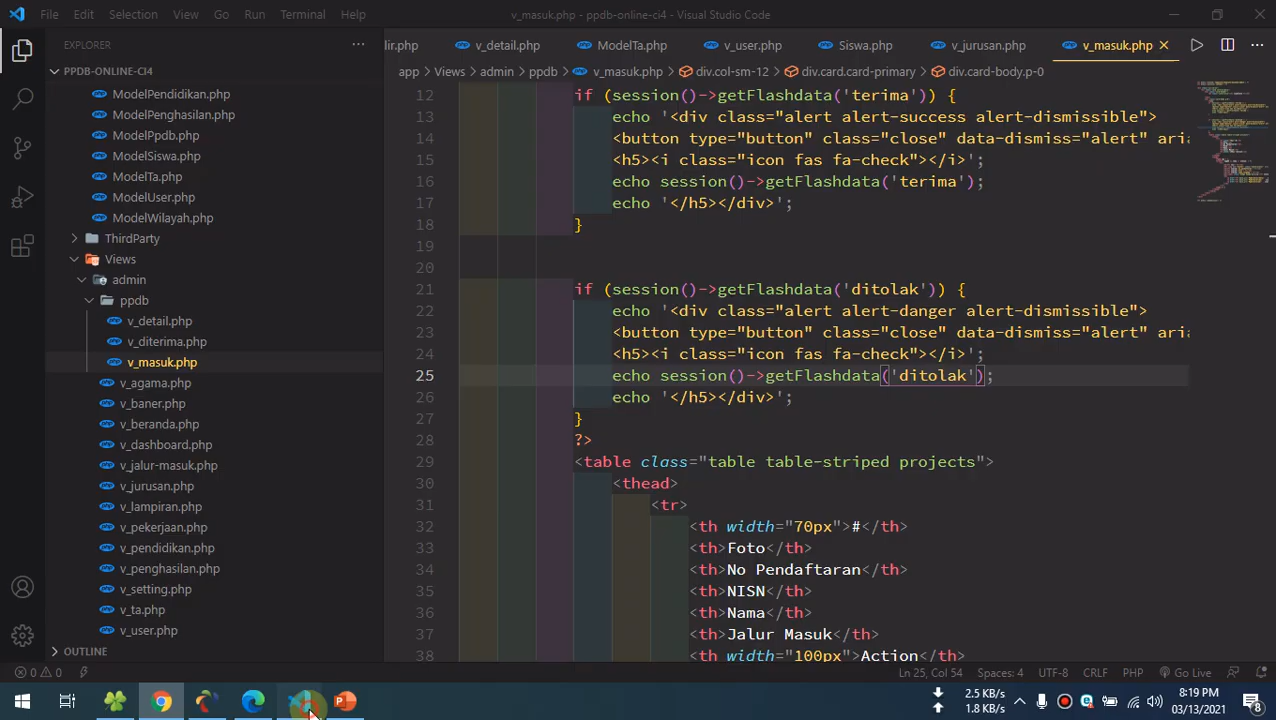 File Edit Selection View Go Run Terminal Help v_masuk.php - ppdb-online-ci4 - Visual Studio Code
EXPLORER
lir.php v_detail.php ModelTa.php v_user.php Siswa.php v_jurusan.php v_masuk.php
PPDB-ONLINE-CI4
app Views admin ppdb v_masuk.php div.col-sm-12 div.card.card-primary div.card-body.p-0
ModelPendidikan.php
ModelPenghasilan.php
ModelPpdb.php
ModelSiswa.php
ModelTa.php
ModelUser.php
ModelWilayah.php
ThirdParty
Views
admin
ppdb
v_detail.php
v_diterima.php
v_masuk.php
v_agama.php
v_baner.php
v_beranda.php
v_dashboard.php
v_jalur-masuk.php
v_jurusan.php
v_lampiran.php
v_pekerjaan.php
v_pendidikan.php
v_penghasilan.php
v_setting.php
v_ta.php
v_user.php
OUTLINE
12 if (session()->getFlashdata('terima')) {
13 echo '<div class="alert alert-success alert-dismissible">
14 <button type="button" class="close" data-dismiss="alert" aria
15 <h5><i class="icon fas fa-check"></i>';
16 echo session()->getFlashdata('terima');
17 echo '</h5></div>';
18 }
19
20
21 if (session()->getFlashdata('ditolak')) {
22 echo '<div class="alert alert-danger alert-dismissible">
23 <button type="button" class="close" data-dismiss="alert" aria
24 <h5><i class="icon fas fa-check"></i>';
25 echo session()->getFlashdata('ditolak');
26 echo '</h5></div>';
27 }
28 ?>
29 <table class="table table-striped projects">
30 <thead>
31 <tr>
32 <th width="70px">#</th>
33 <th>Foto</th>
34 <th>No Pendaftaran</th>
35 <th>NISN</th>
36 <th>Nama</th>
37 <th>Jalur Masuk</th>
38 <th width="100px">Action</th>
0 0 Ln 25, Col 54 Spaces: 4 UTF-8 CRLF PHP Go Live
2.5 KB/s
1.8 KB/s
8:19 PM
03/13/2021
8